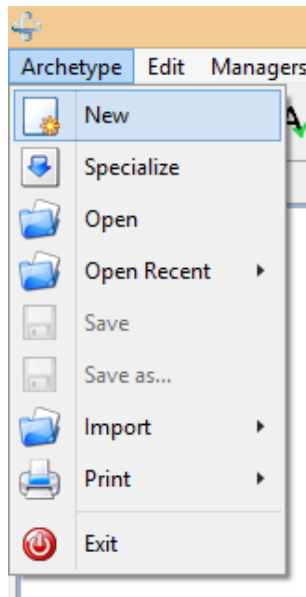 Archetype Edit Managers
New
Specialize
Open
Open Recent
Save
Save as...
Import
Print
Exit